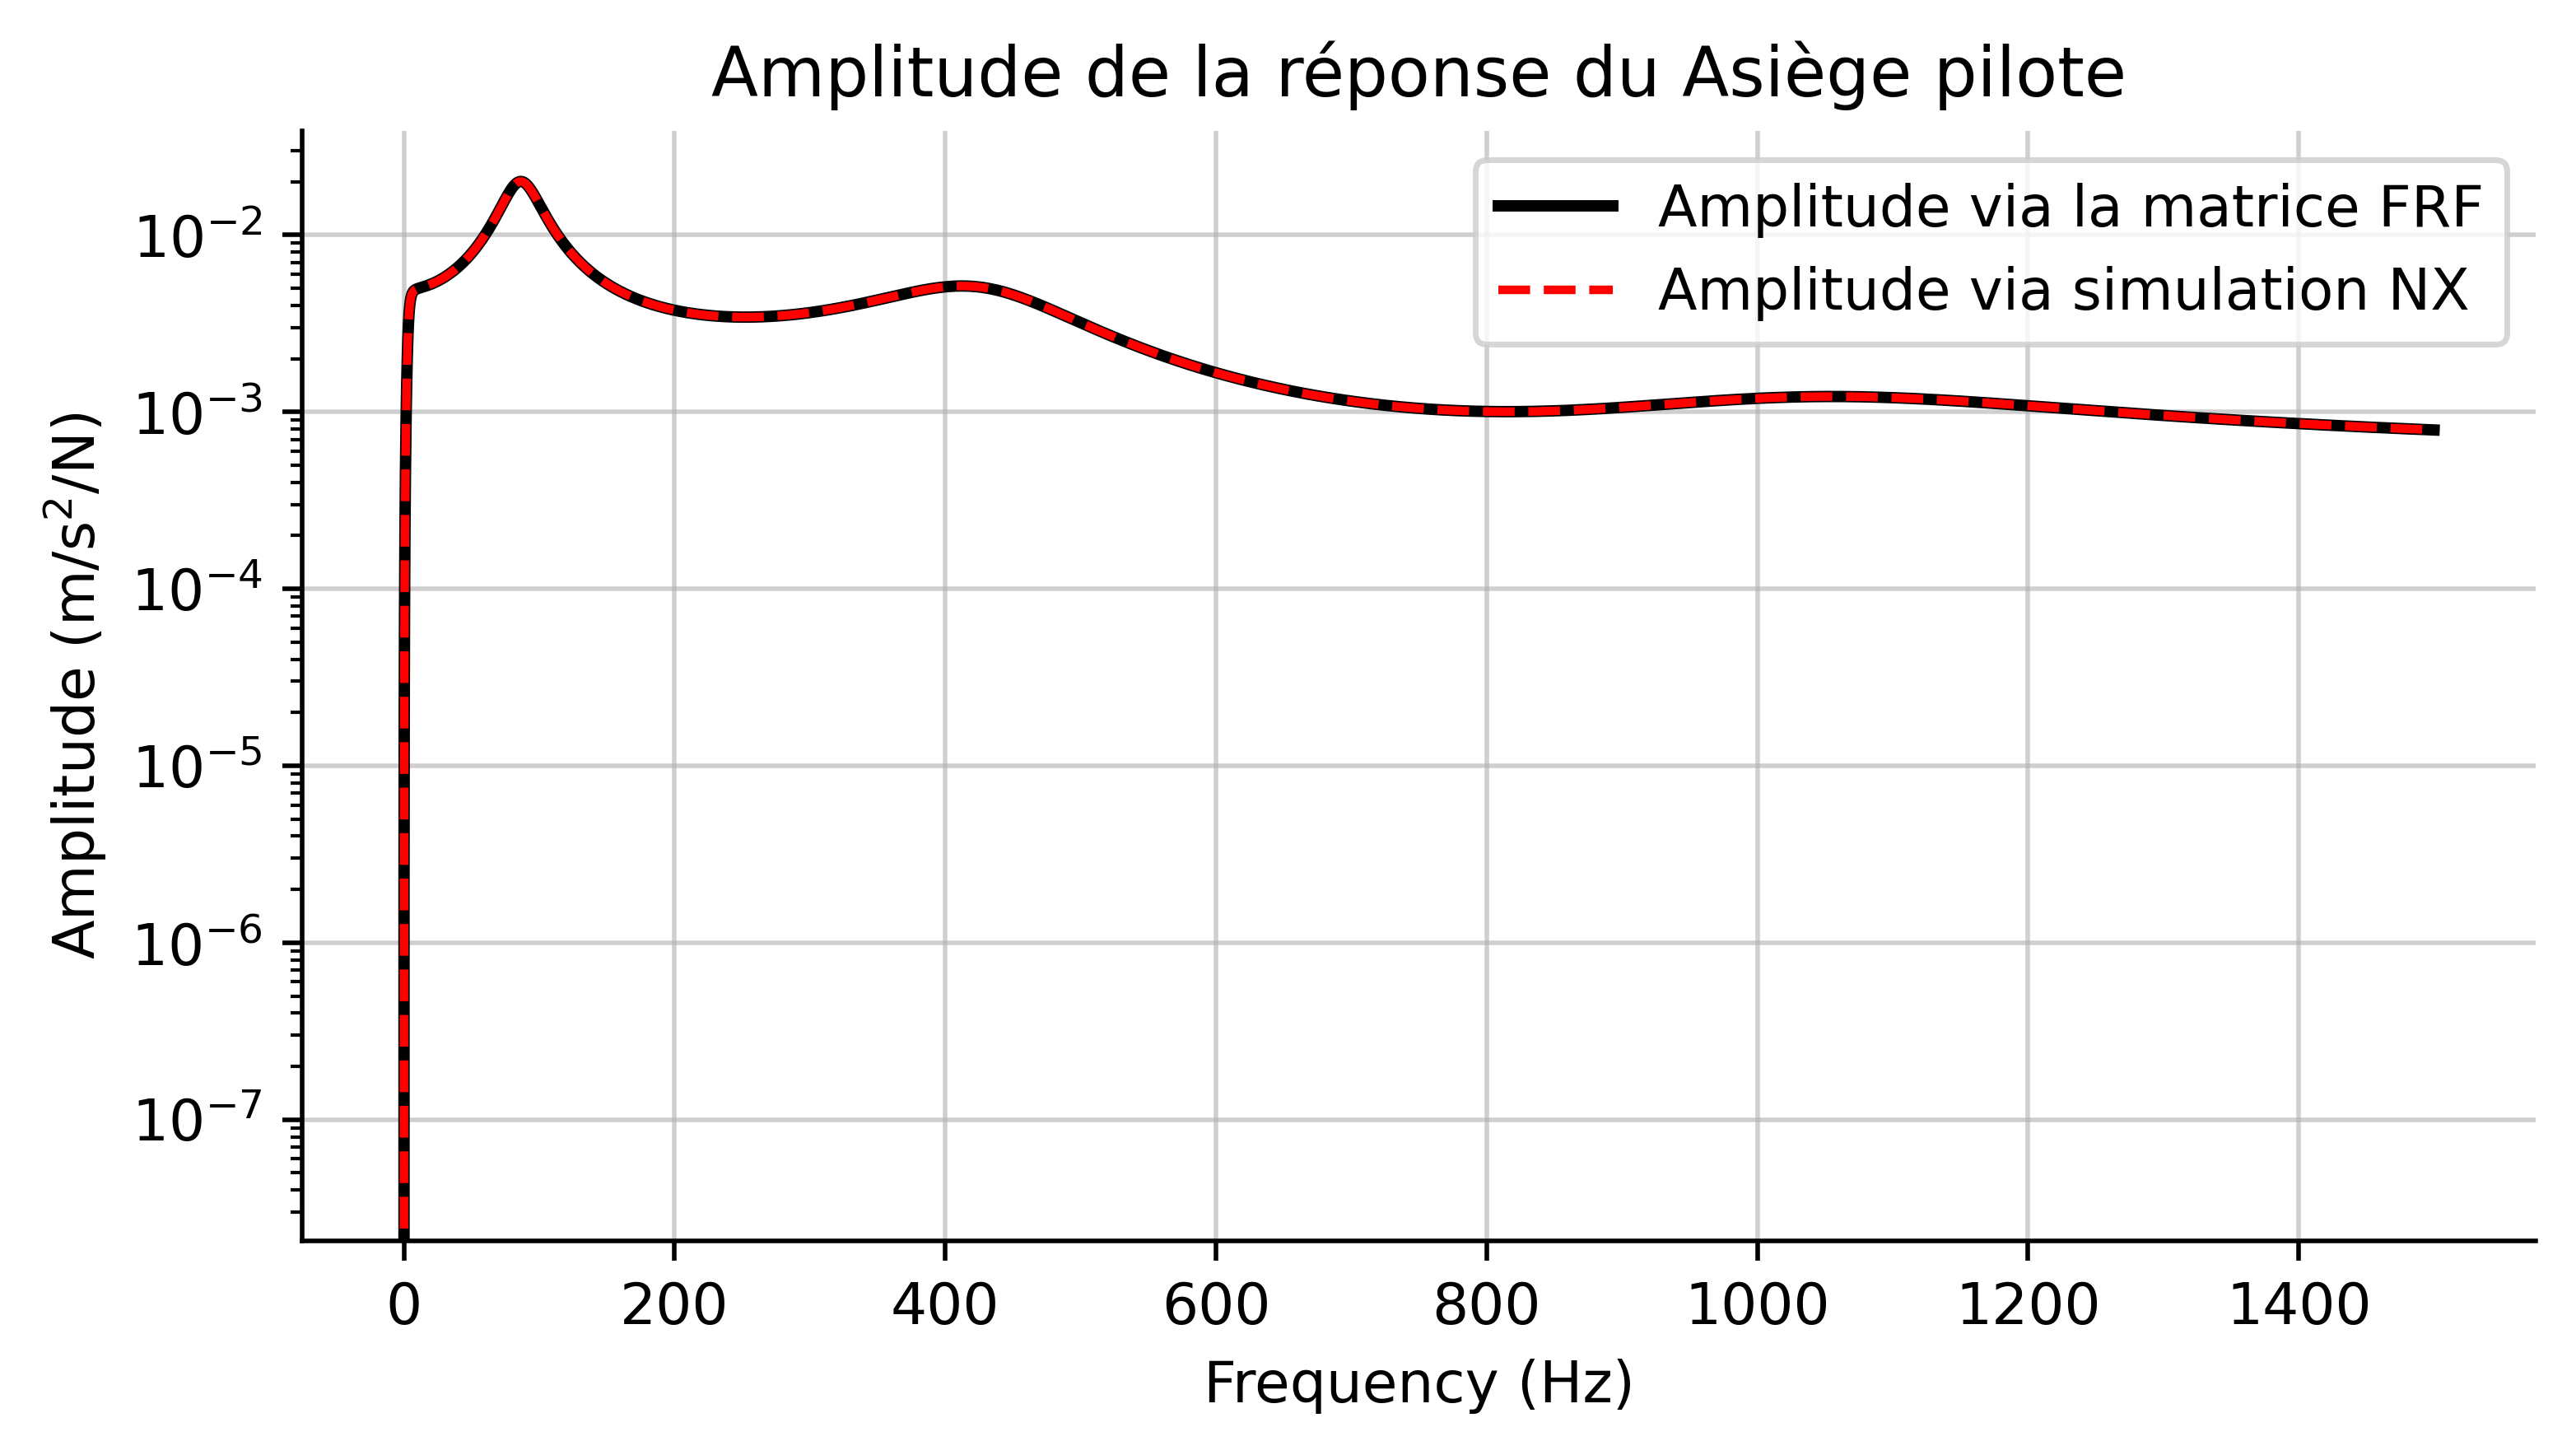 Amplitude de la réponse du Asiège pilote
Amplitude via la matrice FRF
Amplitude via simulation NX
Amplitude (m/s²/N)
10⁻²
10⁻³
10⁻⁴
10⁻⁵
10⁻⁶
10⁻⁷
0 200 400 600 800 1000 1200 1400
Frequency (Hz)